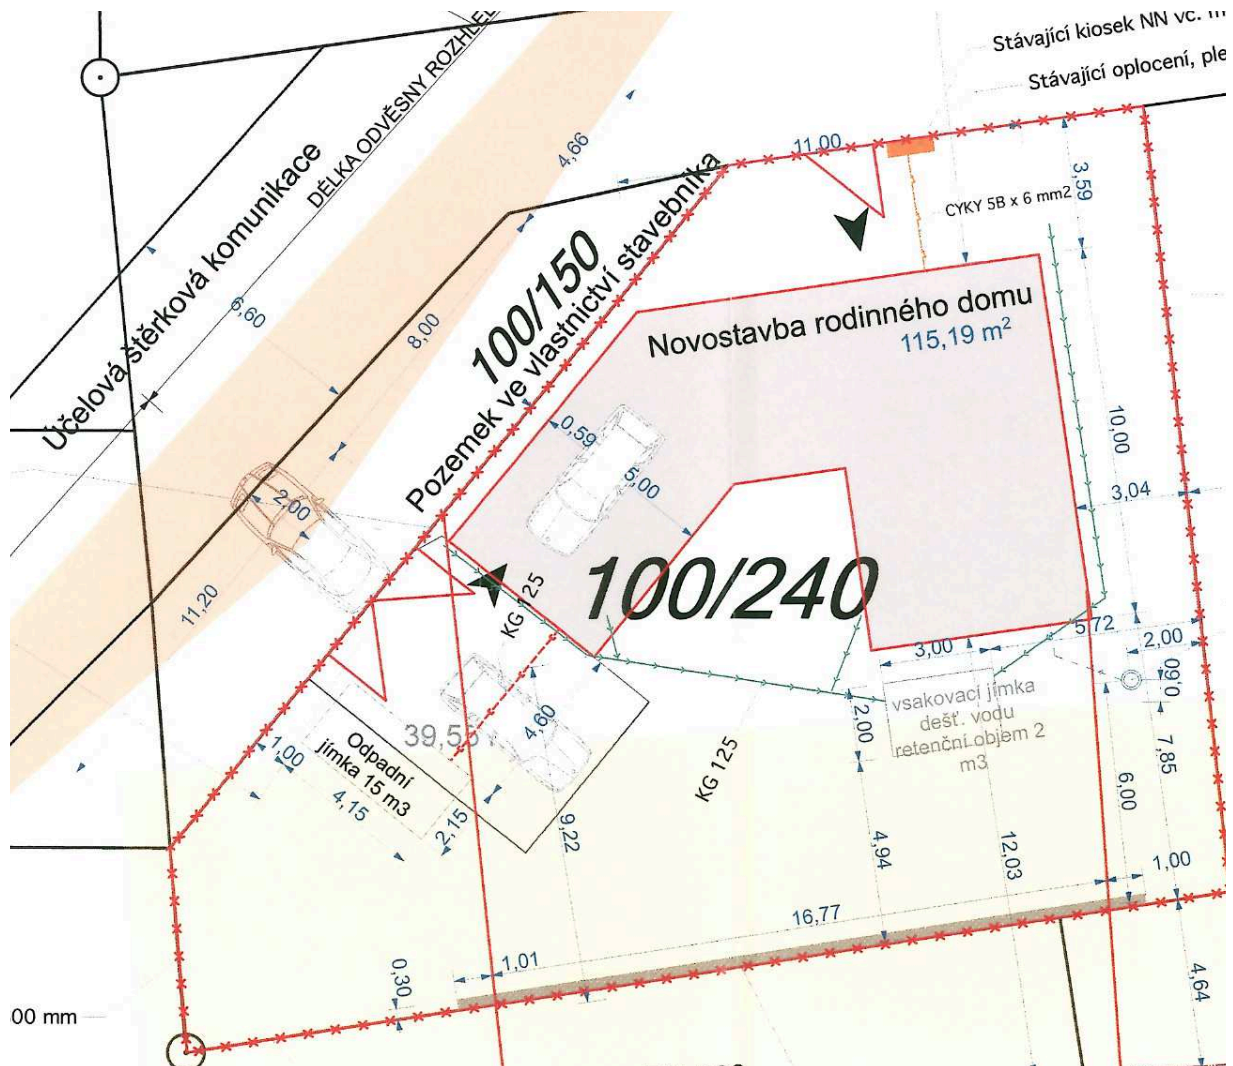 Stávající kiosek NN vč. m
Stávající oplocení, ple
DÉLKA ODVĚSNY ROZHLE
4,66
11,00
3,59
CYKY 5B x 6 mm2
Účelová štěrková komunikace
6,60
8,00
100/150
Pozemek ve vlastnictví stavebníka
Novostavba rodinného domu
115,19 m²
0,59
5,00
10,00
3,04
2,00
11,20
KG 125
100/240
5,72
2,00
3,00
0,90
vsakovací jímka
dešť. vodu
retenční objem 2
m3
2,00
39,55
4,60
1,00
Odpadní
jímka 15 m3
4,15
2,15
KG 125
7,85
6,00
9,22
4,94
12,03
1,00
16,77
1,01
0,30
4,64
00 mm